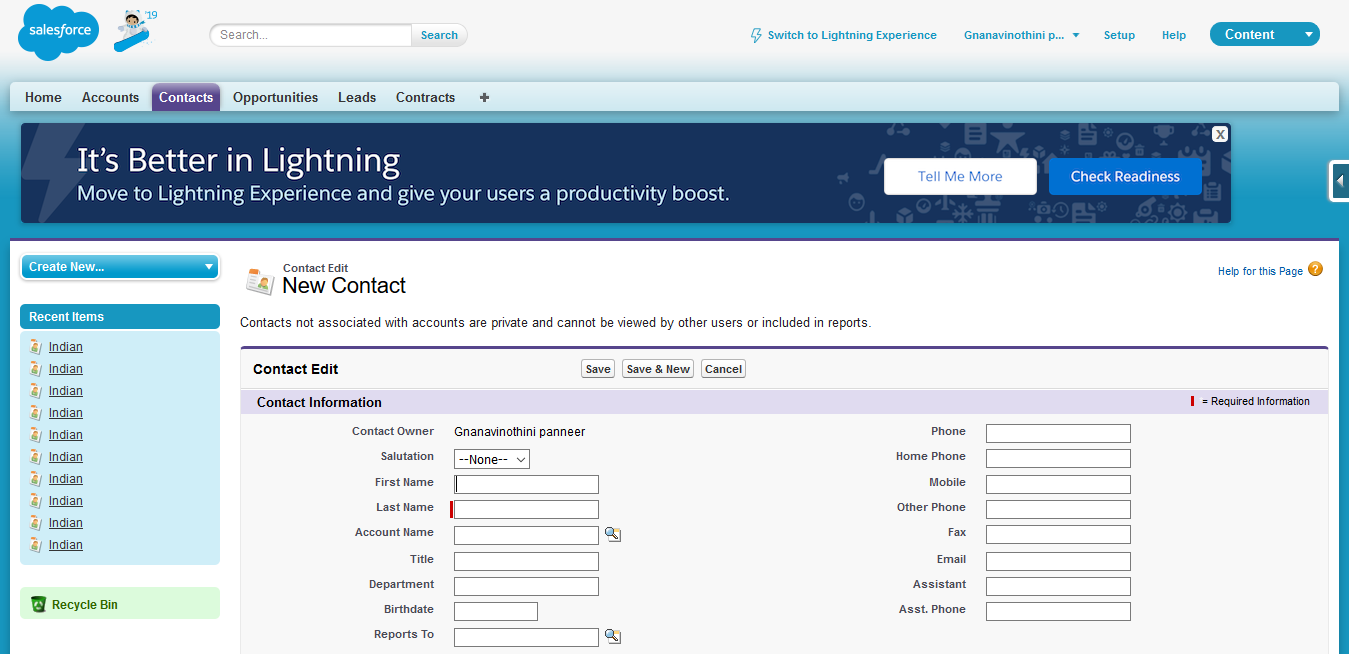 salesforce
'19
Search...
Search
Switch to Lightning Experience
Gnanavinothini p...
Setup
Help
Content
Home Accounts Contacts Opportunities Leads Contracts +
It's Better in Lightning
Move to Lightning Experience and give your users a productivity boost.
Tell Me More
Check Readiness
X
Create New...
Recent Items
Indian
Indian
Indian
Indian
Indian
Indian
Indian
Indian
Indian
Indian
Recycle Bin
Contact Edit
New Contact
Help for this Page ?
Contacts not associated with accounts are private and cannot be viewed by other users or included in reports.
Contact Edit
Save
Save & New
Cancel
Contact Information
= Required Information
Contact Owner Gnanavinothini panneer
Salutation --None--
First Name
Last Name
Account Name
Title
Department
Birthdate
Reports To
Phone
Home Phone
Mobile
Other Phone
Fax
Email
Assistant
Asst. Phone